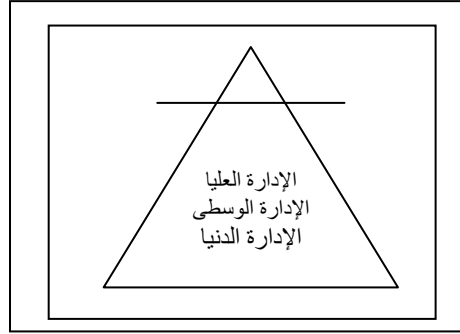 الإدارة العليا
الإدارة الوسطى
الإدارة الدنيا